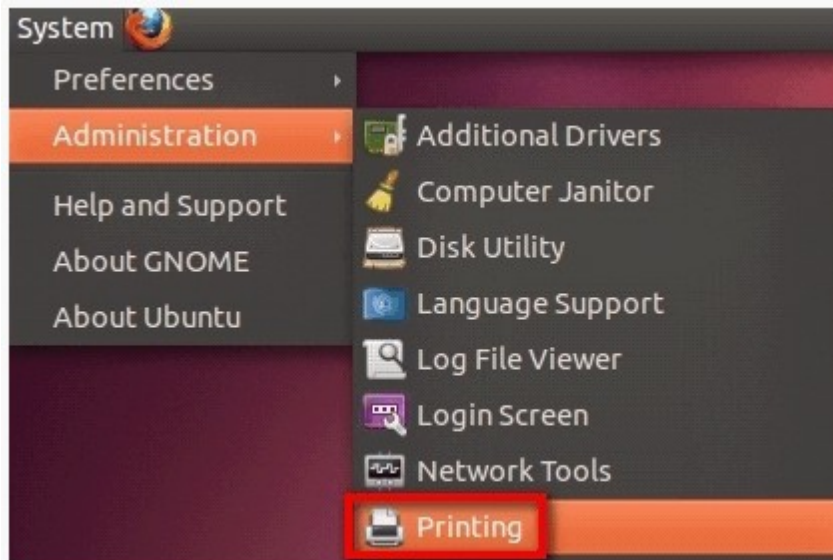 System
Preferences
Administration
Help and Support
About GNOME
About Ubuntu
Additional Drivers
Computer Janitor
Disk Utility
Language Support
Log File Viewer
Login Screen
Network Tools
Printing